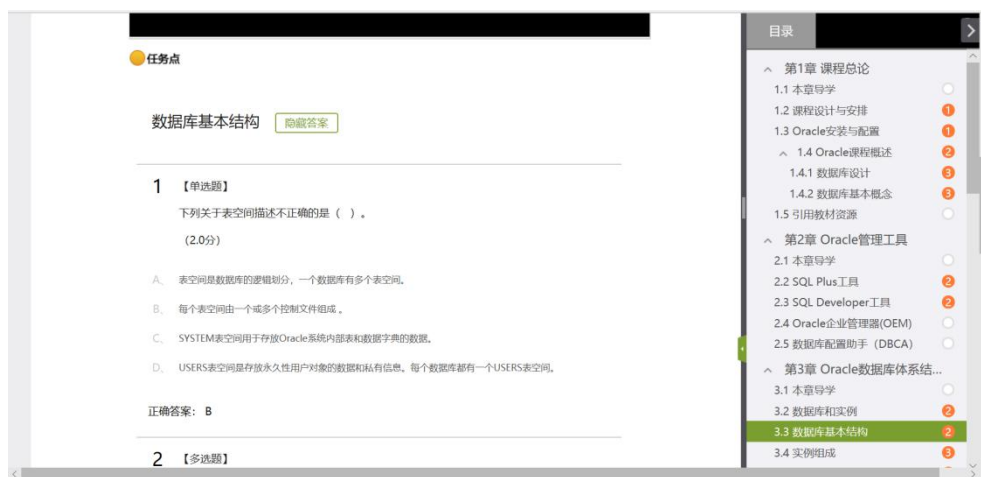 任务点
数据库基本结构 隐藏答案
1 【单选题】
下列关于表空间描述不正确的是（ ）。
（2.0分）
A、 表空间是数据库的逻辑划分，一个数据库有多个表空间。
B、 每个表空间由一个或多个控制文件组成 。
C、 SYSTEM表空间用于存放Oracle系统内部表和数据字典的数据。
D、 USERS表空间是存放永久性用户对象的数据和私有信息。每个数据库都有一个USERS表空间。
正确答案： B
2 【多选题】
目录
第1章 课程总论
1.1 本章导学
1.2 课程设计与安排 1
1.3 Oracle安装与配置 1
1.4 Oracle课程概述 2
1.4.1 数据库设计 3
1.4.2 数据库基本概念 3
1.5 引用教材资源
第2章 Oracle管理工具
2.1 本章导学
2.2 SQL Plus工具 2
2.3 SQL Developer工具 2
2.4 Oracle企业管理器(OEM)
2.5 数据库配置助手（DBCA）
第3章 Oracle数据库体系结...
3.1 本章导学
3.2 数据库和实例 2
3.3 数据库基本结构 2
3.4 实例组成 3